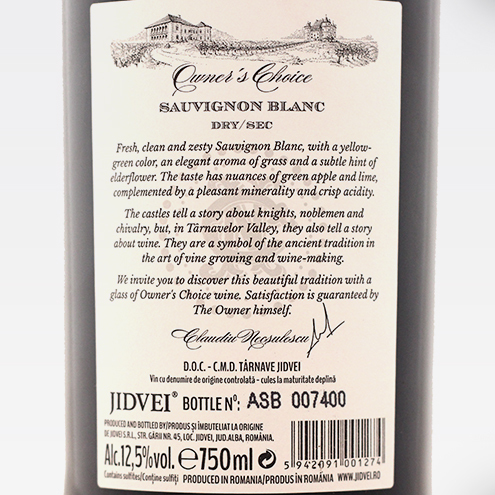 Owner's Choice
SAUVIGNON BLANC
DRY/SEC
Fresh, clean and zesty Sauvignon Blanc, with a yellow-
green color, an elegant aroma of grass and a subtle hint of
elderflower. The taste has nuances of green apple and lime,
complemented by a pleasant minerality and crisp acidity.
The castles tell a story about knights, noblemen and
chivalry, but, in Târnavelor Valley, they also tell a story
about wine. They are a symbol of the ancient tradition in
the art of vine growing and wine-making.
We invite you to discover this beautiful tradition with a
glass of Owner's Choice wine. Satisfaction is guaranteed by
The Owner himself.
Claudiu Necșulescu
D.O.C. - C.M.D. TÂRNAVE JIDVEI
Vin cu denumire de origine controlată - cules la maturitate deplină
JIDVEI® BOTTLE Nº: ASB 007400
PRODUCED AND BOTTLED BY/PRODUS ȘI ÎMBUTELIAT LA ORIGINE
DE JIDVEI S.R.L., STR. GĂRII NR. 45, LOC. JIDVEI, JUD. ALBA, ROMÂNIA.
Alc.12,5%vol. e750ml
Contains sulfites/Conține sulfiți PRODUCED IN ROMANIA/PRODUS ÎN ROMÂNIA
5 942091 001274
WWW.JIDVEI.RO